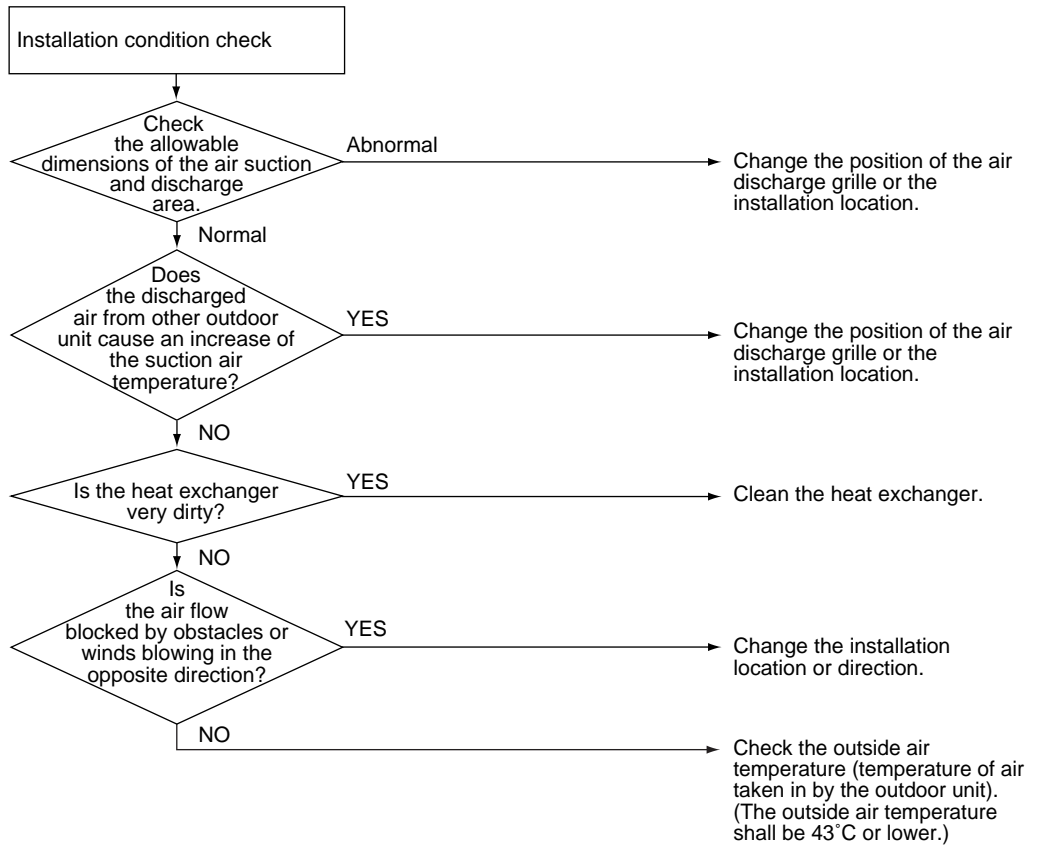 Installation condition check
Check
the allowable
dimensions of the air suction
and discharge
area.
Abnormal
Change the position of the air
discharge grille or the
installation location.
Normal
Does
the discharged
air from other outdoor
unit cause an increase of
the suction air
temperature?
YES
Change the position of the air
discharge grille or the
installation location.
NO
Is the heat exchanger
very dirty?
YES
Clean the heat exchanger.
NO
Is
the air flow
blocked by obstacles or
winds blowing in the
opposite direction?
YES
Change the installation
location or direction.
NO
Check the outside air
temperature (temperature of air
taken in by the outdoor unit).
(The outside air temperature
shall be 43˚C or lower.)